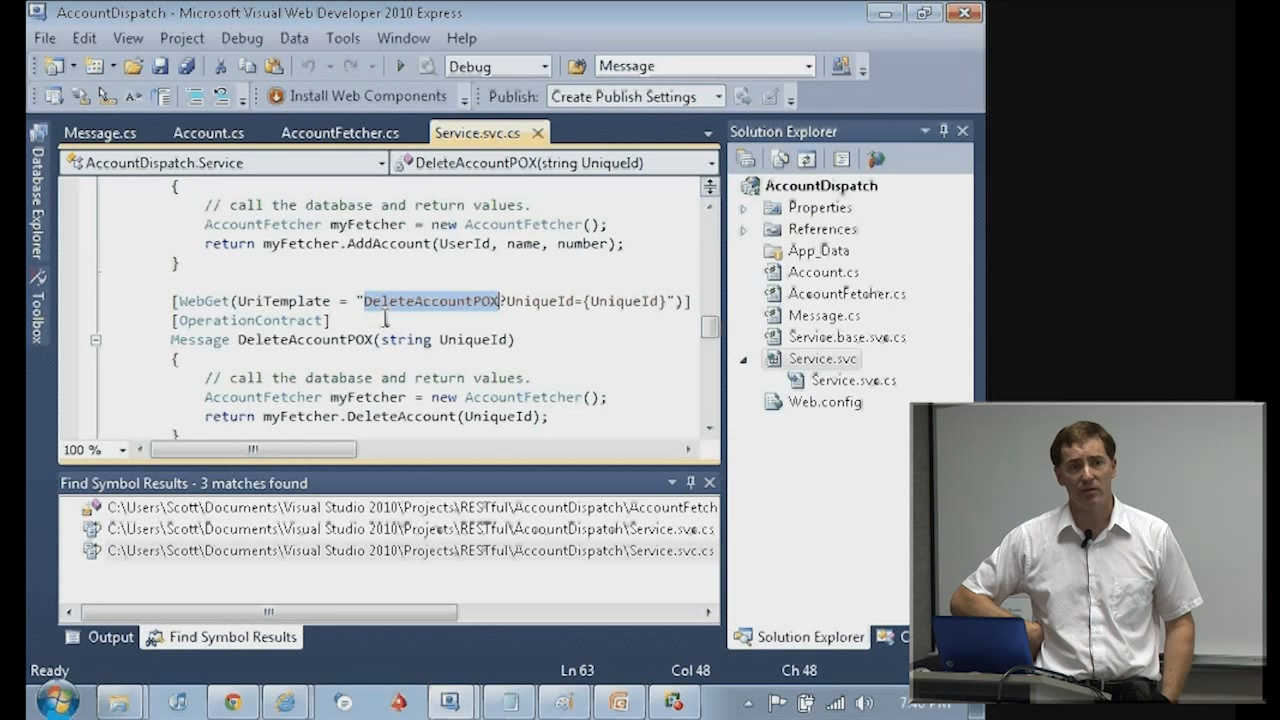 AccountDispatch - Microsoft Visual Web Developer 2010 Express
File Edit View Project Debug Data Tools Window Help
Debug Message
Install Web Components Publish: Create Publish Settings
Message.cs Account.cs AccountFetcher.cs Service.svc.cs
AccountDispatch.Service DeleteAccountPOX(string UniqueId)
{
// call the database and return values.
AccountFetcher myFetcher = new AccountFetcher();
return myFetcher.AddAccount(UserId, name, number);
}
[WebGet(UriTemplate = "DeleteAccountPOX?UniqueId={UniqueId}")]
[OperationContract]
Message DeleteAccountPOX(string UniqueId)
{
// call the database and return values.
AccountFetcher myFetcher = new AccountFetcher();
return myFetcher.DeleteAccount(UniqueId);
}
100 %
Database Explorer
Toolbox
Solution Explorer
AccountDispatch
Properties
References
App_Data
Account.cs
AccountFetcher.cs
Message.cs
Service.base.svc.cs
Service.svc
Service.svc.cs
Web.config
Find Symbol Results - 3 matches found
C:\Users\Scott\Documents\Visual Studio 2010\Projects\RESTful\AccountDispatch\AccountFetch
C:\Users\Scott\Documents\Visual Studio 2010\Projects\RESTful\AccountDispatch\Service.svc.cs
C:\Users\Scott\Documents\Visual Studio 2010\Projects\RESTful\AccountDispatch\Service.svc.cs
Output Find Symbol Results
Solution Explorer
Ready Ln 63 Col 48 Ch 48